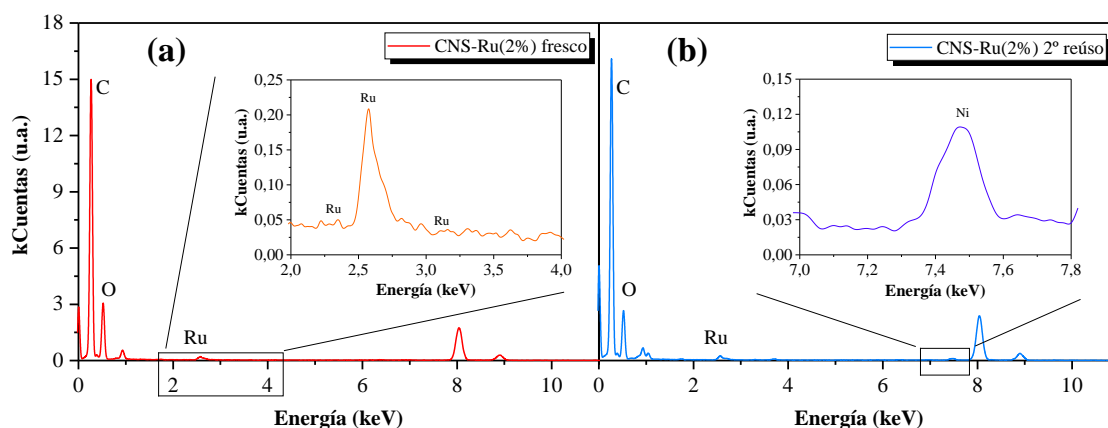 (a)
CNS-Ru(2%) fresco
kCuentas (u.a.)
18
15
12
9
6
3
0
C
O
Ru
0
2
4
6
8
10
Energía (keV)
kCuentas (u.a.)
0,25
0,20
0,15
0,10
0,05
0,00
Ru
Ru
Ru
2,0
2,5
3,0
3,5
4,0
Energía (keV)
(b)
CNS-Ru(2%) 2º reúso
C
O
Ru
0
2
4
6
8
10
Energía (keV)
kCuentas (u.a.)
0,15
0,12
0,09
0,06
0,03
0,00
Ni
7,0
7,2
7,4
7,6
7,8
Energía (keV)